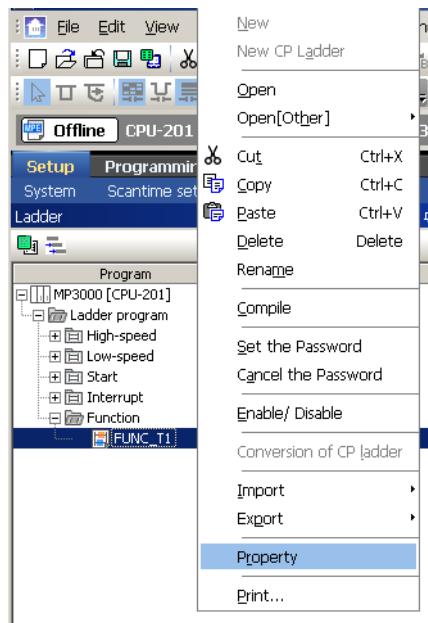 File Edit View
MPE Offline CPU-201
Setup Programmin
System Scantime set
Ladder
Program
MP3000 [CPU-201]
Ladder program
High-speed
Low-speed
Start
Interrupt
Function
FUNC_T1
New
New CP Ladder
Open
Open[Other]
Cut Ctrl+X
Copy Ctrl+C
Paste Ctrl+V
Delete Delete
Rename
Compile
Set the Password
Cancel the Password
Enable/ Disable
Conversion of CP ladder
Import
Export
Property
Print...